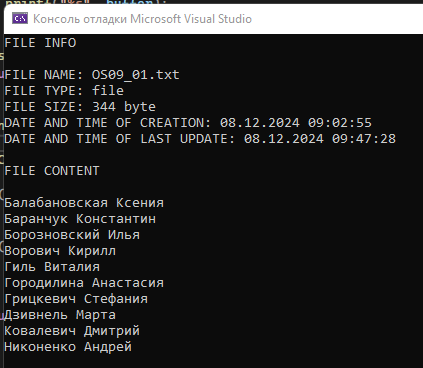 Консоль отладки Microsoft Visual Studio
FILE INFO
FILE NAME: OS09_01.txt
FILE TYPE: file
FILE SIZE: 344 byte
DATE AND TIME OF CREATION: 08.12.2024 09:02:55
DATE AND TIME OF LAST UPDATE: 08.12.2024 09:47:28
FILE CONTENT
Балабановская Ксения
Баранчук Константин
Борозновский Илья
Ворович Кирилл
Гиль Виталия
Городилина Анастасия
Грицкевич Стефания
Дзивнель Марта
Ковалевич Дмитрий
Никоненко Андрей